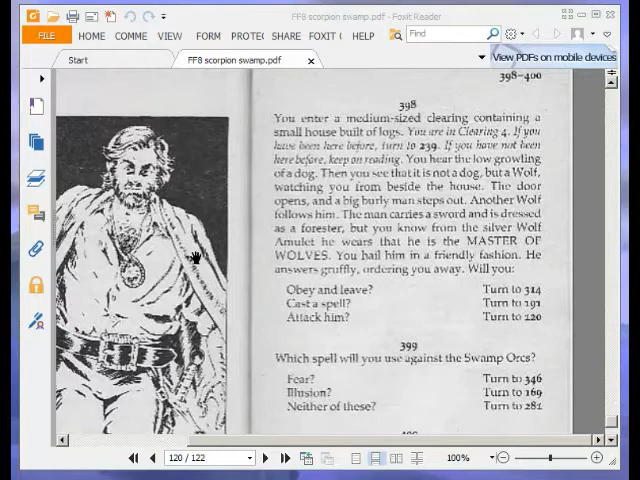 FF8 scorpion swamp.pdf - Foxit Reader
FILE HOME COMME VIEW FORM PROTEC SHARE FOXIT C HELP Find
Start FF8 scorpion swamp.pdf View PDFs on mobile devices
398-400
398
You enter a medium-sized clearing containing a
small house built of logs. You are in Clearing 4. If you
have been here before, turn to 239. If you have not been
here before, keep on reading. You hear the low growling
of a dog. Then you see that it is not a dog, but a Wolf,
watching you from beside the house. The door
opens, and a big burly man steps out. Another Wolf
follows him. The man carries a sword and is dressed
as a forester, but you know from the silver Wolf
Amulet he wears that he is the MASTER OF
WOLVES. You hail him in a friendly fashion. He
answers gruffly, ordering you away. Will you:
Obey and leave? Turn to 314
Cast a spell? Turn to 191
Attack him? Turn to 120
399
Which spell will you use against the Swamp Orcs?
Fear? Turn to 346
Illusion? Turn to 169
Neither of these? Turn to 281
120 / 122 100%